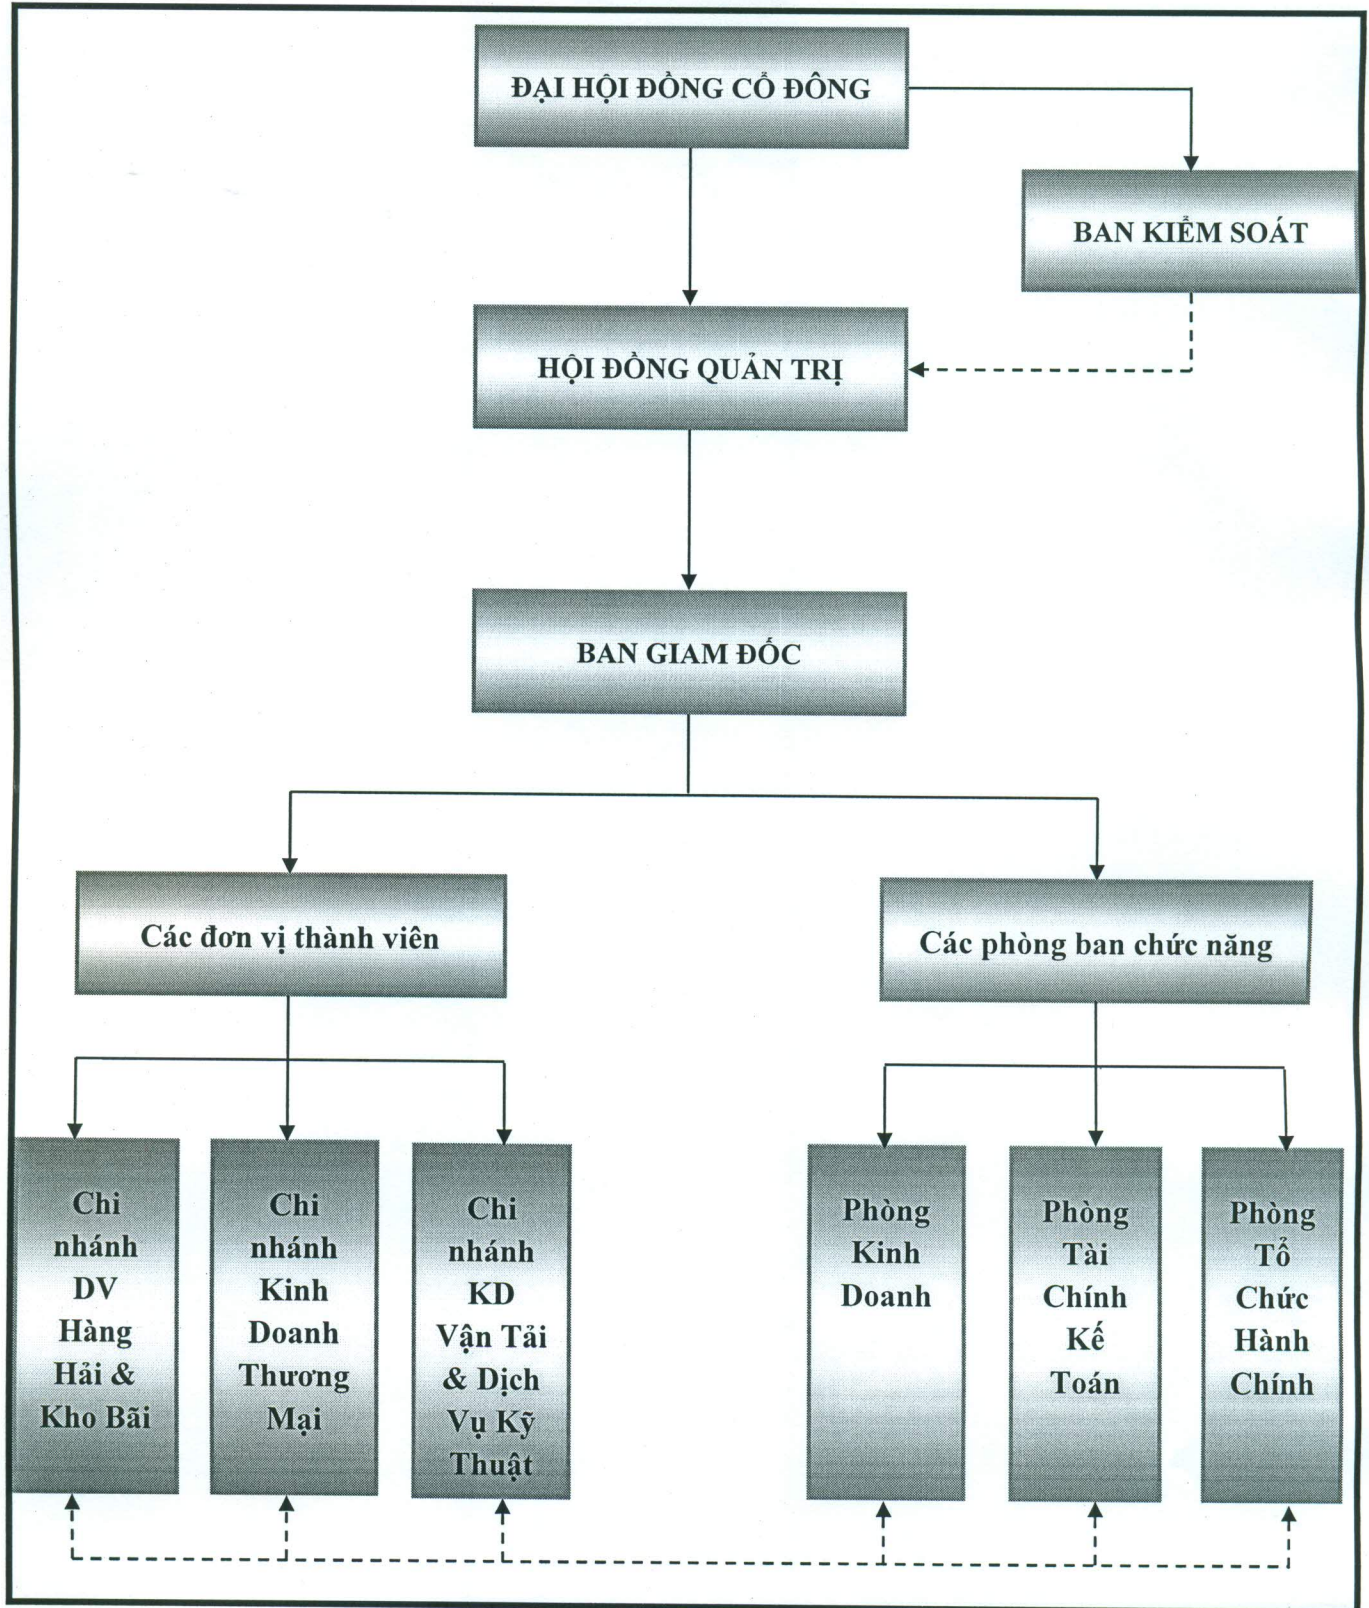 ĐẠI HỘI ĐỒNG CỔ ĐÔNG
BAN KIỂM SOÁT
HỘI ĐỒNG QUẢN TRỊ
BAN GIAM ĐỐC
Các đơn vị thành viên
Các phòng ban chức năng
Chi
nhánh
DV
Hàng
Hải &
Kho Bãi
Chi
nhánh
Kinh
Doanh
Thương
Mại
Chi
nhánh
KD
Vận Tải
& Dịch
Vụ Kỹ
Thuật
Phòng
Kinh
Doanh
Phòng
Tài
Chính
Kế
Toán
Phòng
Tổ
Chức
Hành
Chính